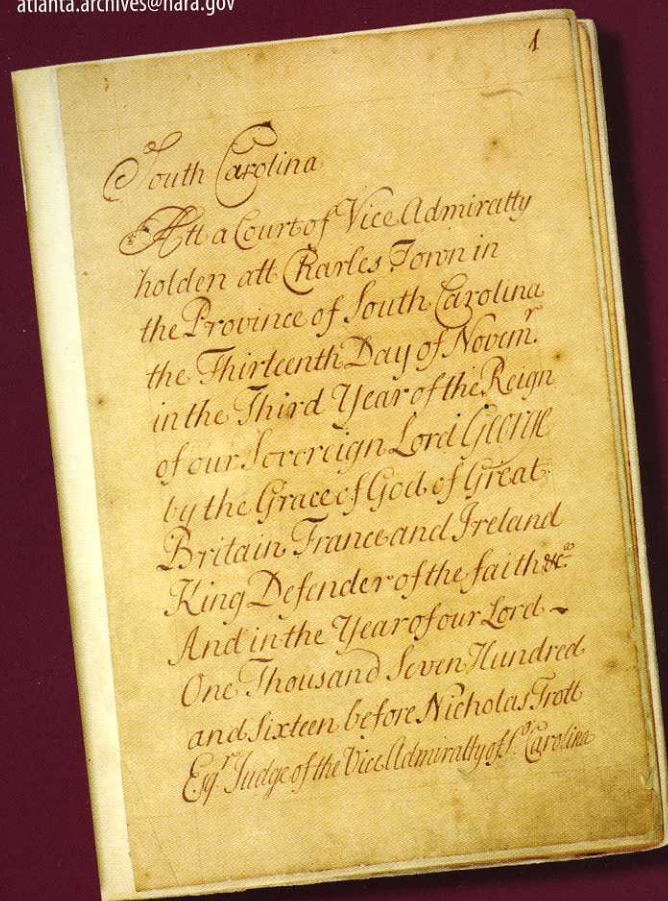 atlanta.archives@nara.gov
1
South Carolina
Att a Court of Vice Admiralty
holden att Charles Town in
the Province of South Carolina
the Thirteenth Day of Novem.r
in the Third Year of the Reign
of our Sovereign Lord GEORGE
by the Grace of God of Great
Britain France and Ireland
King Defender of the faith &c.a
And in the Year of our Lord ~
One Thousand Seven Hundred
and Sixteen before Nicholas Trott
Esq.r Judge of the Vice Admiralty of S.o Carolina